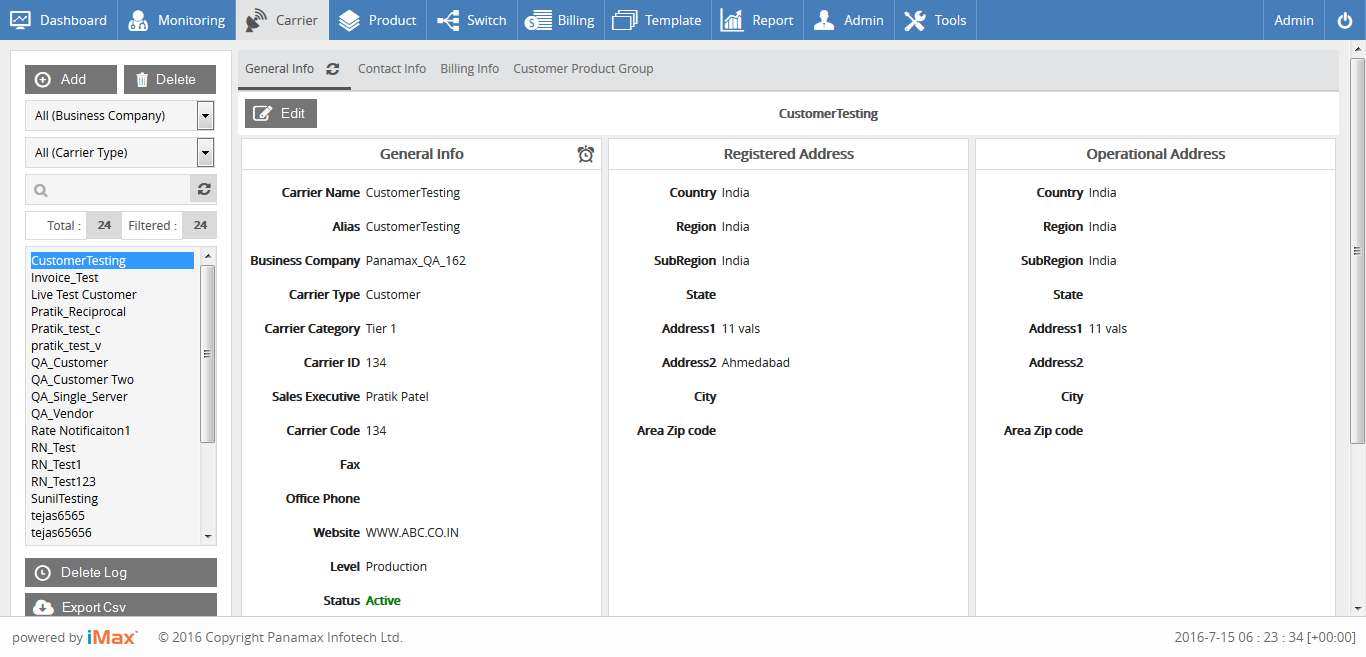 Dashboard Monitoring Carrier Product Switch Billing Template Report Admin Tools Admin
Add Delete
All (Business Company)
All (Carrier Type)
Total : 24 Filtered : 24
CustomerTesting
Invoice_Test
Live Test Customer
Pratik_Reciprocal
Pratik_test_c
pratik_test_v
QA_Customer
QA_Customer Two
QA_Single_Server
QA_Vendor
Rate Notificaiton1
RN_Test
RN_Test1
RN_Test123
SunilTesting
tejas6565
tejas65656
Delete Log
Export Csv
General Info Contact Info Billing Info Customer Product Group
Edit CustomerTesting
General Info
Carrier Name CustomerTesting
Alias CustomerTesting
Business Company Panamax_QA_162
Carrier Type Customer
Carrier Category Tier 1
Carrier ID 134
Sales Executive Pratik Patel
Carrier Code 134
Fax
Office Phone
Website WWW.ABC.CO.IN
Level Production
Status Active
Registered Address
Country India
Region India
SubRegion India
State
Address1 11 vals
Address2 Ahmedabad
City
Area Zip code
Operational Address
Country India
Region India
SubRegion India
State
Address1 11 vals
Address2
City
Area Zip code
powered by iMax © 2016 Copyright Panamax Infotech Ltd. 2016-7-15 06 : 23 : 34 [+00:00]